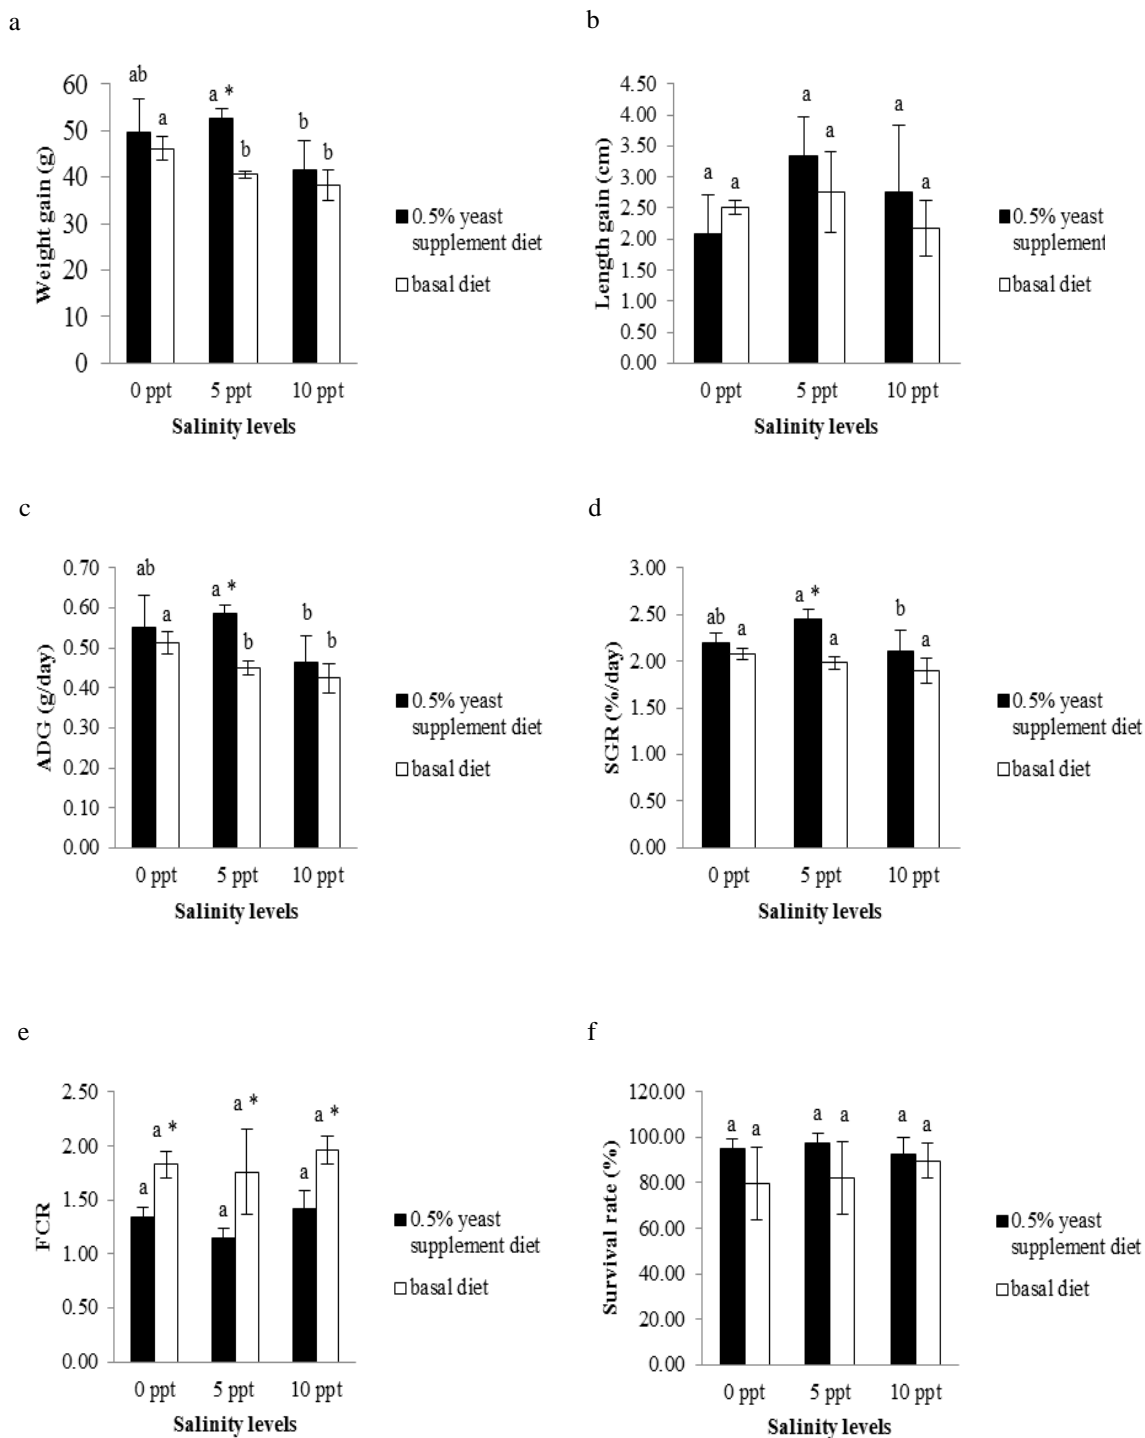 a
ab
a
a *
b
b
b
60
50
40
30
20
10
0
Weight gain (g)
0 ppt 5 ppt 10 ppt
Salinity levels
0.5% yeast
supplement diet
basal diet
b
a
a
a
a
a
a
4.50
4.00
3.50
3.00
2.50
2.00
1.50
1.00
0.50
0.00
Length gain (cm)
0 ppt 5 ppt 10 ppt
Salinity levels
0.5% yeast
supplement
basal diet
c
ab
a
a *
b
b
b
0.70
0.60
0.50
0.40
0.30
0.20
0.10
0.00
ADG (g/day)
0 ppt 5 ppt 10 ppt
Salinity levels
0.5% yeast
supplement diet
basal diet
d
ab
a
a *
a
b
a
3.00
2.50
2.00
1.50
1.00
0.50
0.00
SGR (%/day)
0 ppt 5 ppt 10 ppt
Salinity levels
0.5% yeast
supplement diet
basal diet
e
a
a *
a
a *
a
a *
2.50
2.00
1.50
1.00
0.50
0.00
FCR
0 ppt 5 ppt 10 ppt
Salinity levels
0.5% yeast
supplement diet
basal diet
f
a
a
a
a
a
a
120.00
100.00
80.00
60.00
40.00
20.00
0.00
Survival rate (%)
0 ppt 5 ppt 10 ppt
Salinity levels
0.5% yeast
supplement diet
basal diet